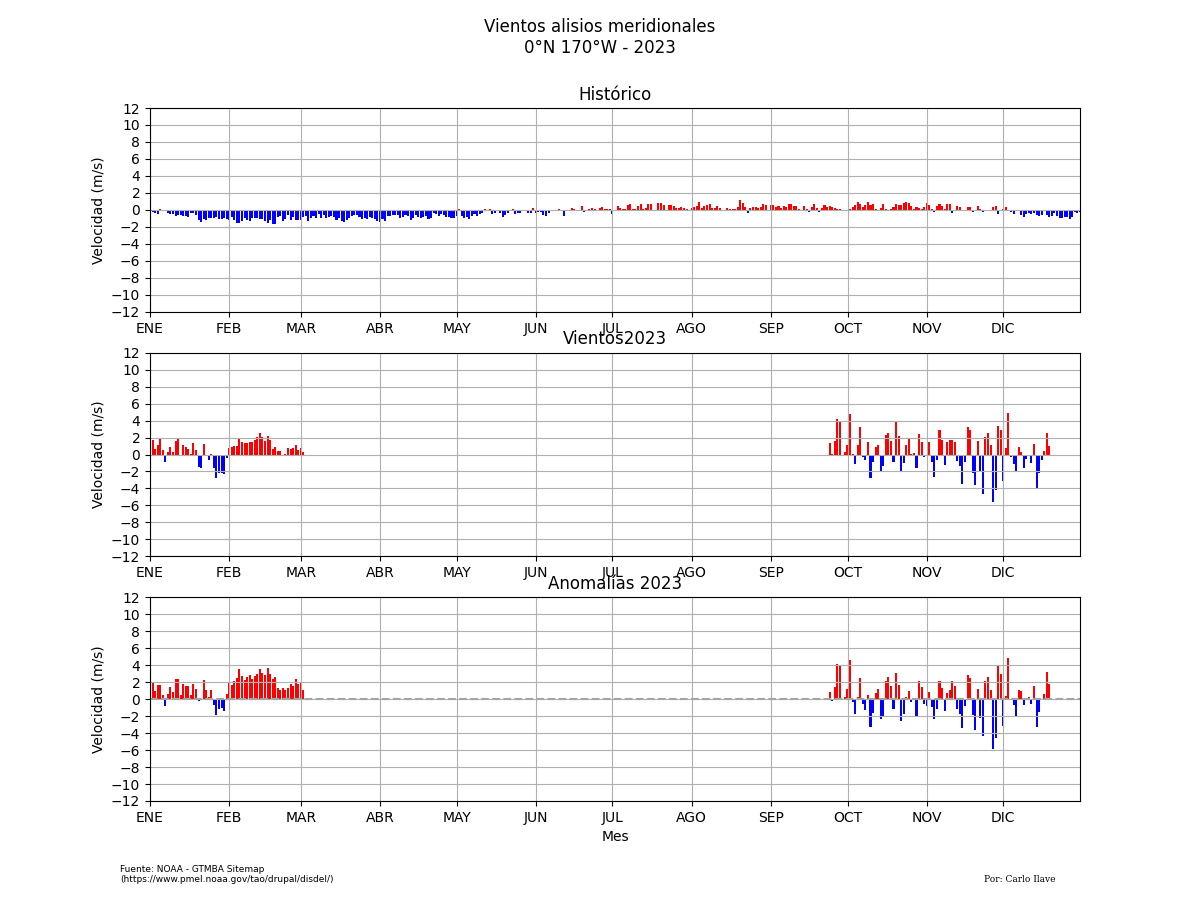 Vientos alisios meridionales
0°N 170°W - 2023
Histórico
12
10
8
6
4
2
0
−2
−4
−6
−8
−10
−12
Velocidad (m/s)
ENE FEB MAR ABR MAY JUN JUL AGO SEP OCT NOV DIC
Vientos2023
12
10
8
6
4
2
0
−2
−4
−6
−8
−10
−12
Velocidad (m/s)
ENE FEB MAR ABR MAY JUN JUL AGO SEP OCT NOV DIC
Anomalías 2023
12
10
8
6
4
2
0
−2
−4
−6
−8
−10
−12
Velocidad (m/s)
ENE FEB MAR ABR MAY JUN JUL AGO SEP OCT NOV DIC
Mes
Fuente: NOAA - GTMBA Sitemap
(https://www.pmel.noaa.gov/tao/drupal/disdel/)
Por: Carlo Ilave